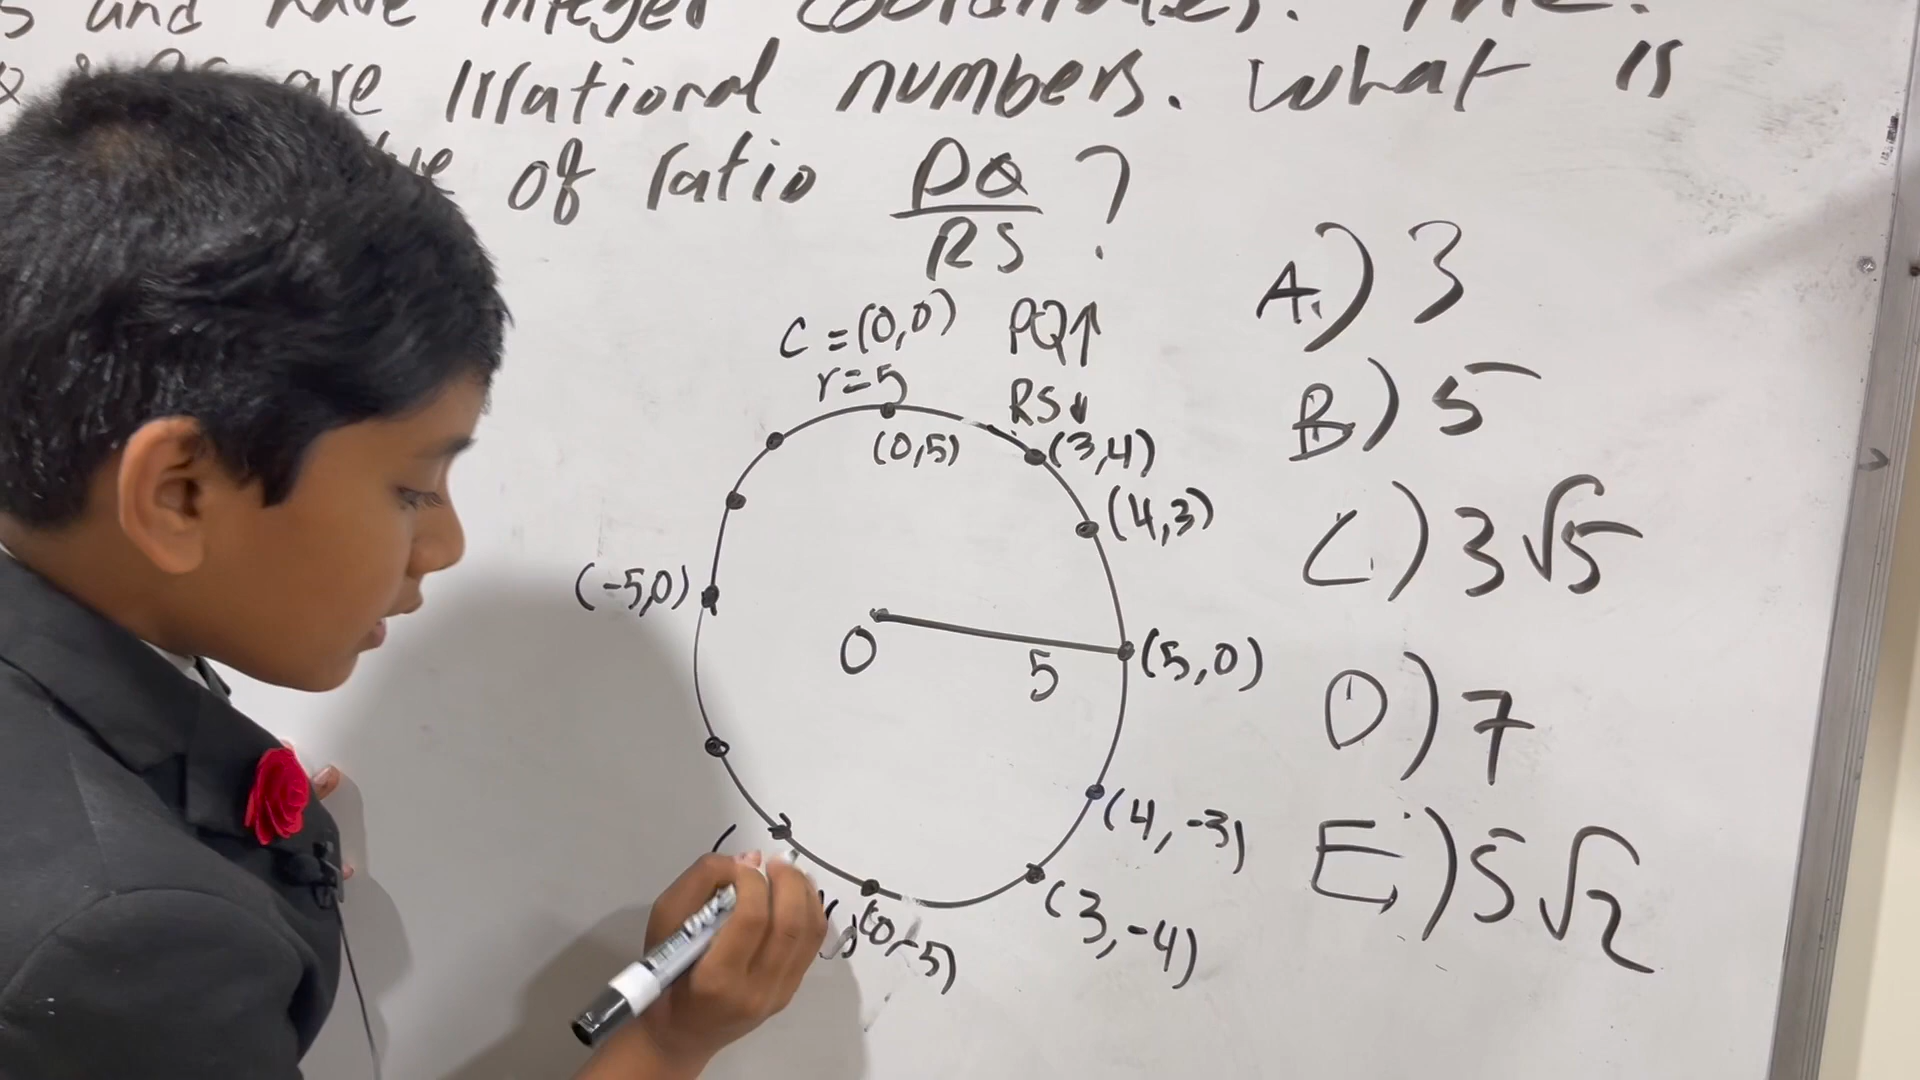 and have integer coordinates. The
are Irrational numbers. What is
of ratio PQ/RS ?
A.) 3
C = (0,0) PQ↑
r=5 RS↓
B.) 5
(0,5) (3,4)
(4,3)
C.) 3√5
(-5,0)
O 5 (5,0)
D) 7
(4,-3)
E.) 5√2
(3,-4)
(0,-5)